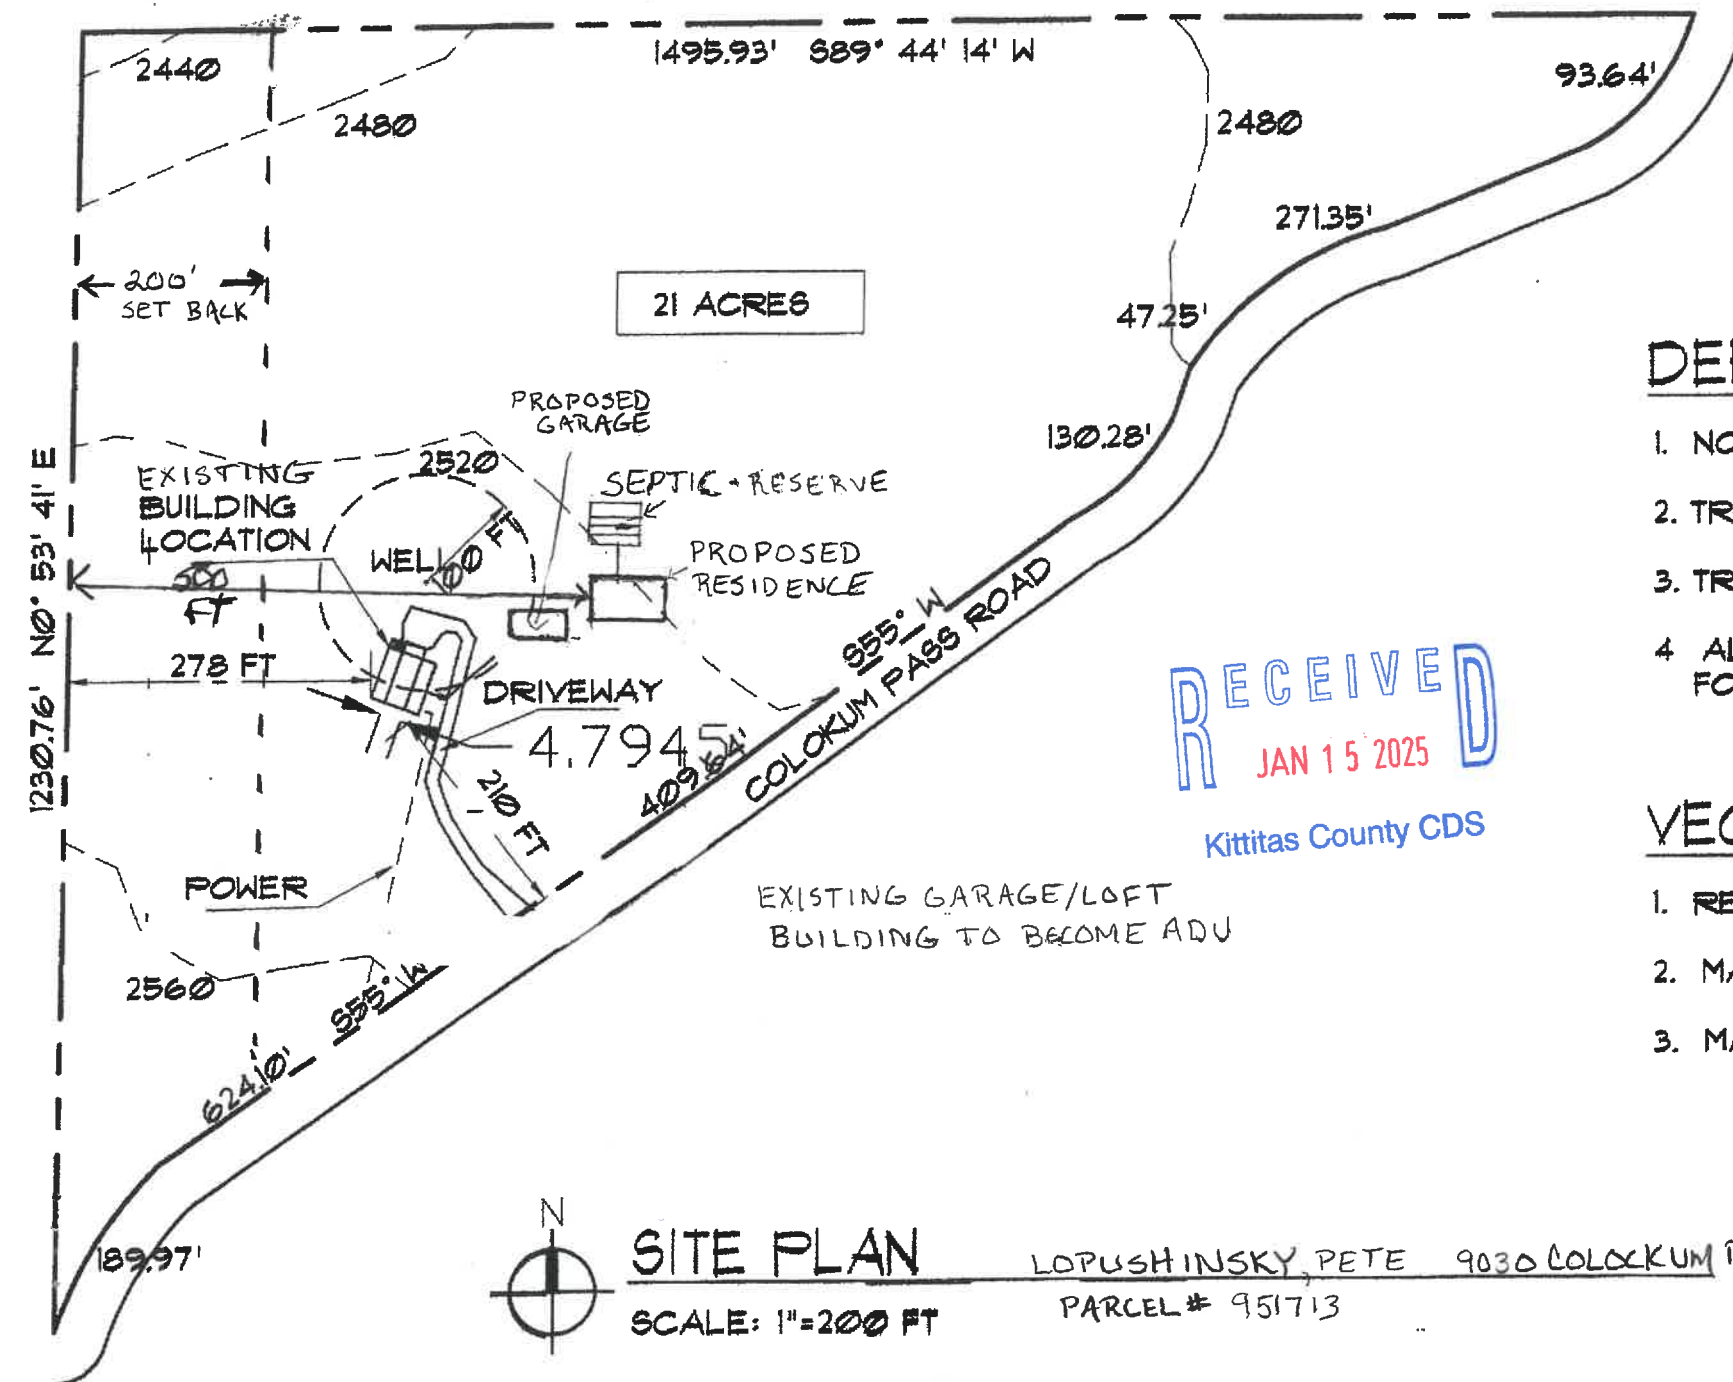 1495.93' S89° 44' 14' W
93.64'
2440
2480
2480
271.35'
200'
SET BACK
21 ACRES
47.25'
130.28'
PROPOSED
GARAGE
2520
EXISTING
BUILDING
LOCATION
SEPTIC + RESERVE
WELL
100 FT
PROPOSED
RESIDENCE
500
FT
1230.76' N0° 53' 41' E
278 FT
DRIVEWAY
4.7945
S55° W
COLOKUM PASS ROAD
409.64'
210 FT
POWER
2560
S55° W
624.10'
189.97'
EXISTING GARAGE/LOFT
BUILDING TO BECOME ADU
RECEIVED
JAN 15 2025
Kittitas County CDS
1. NO
2. TR
3. TR
4 AL
FO
1. RE
2. MA
3. MA
N
SITE PLAN
SCALE: 1"=200 FT
LOPUSHINSKY, PETE 9030 COLOCKUM
PARCEL # 951713